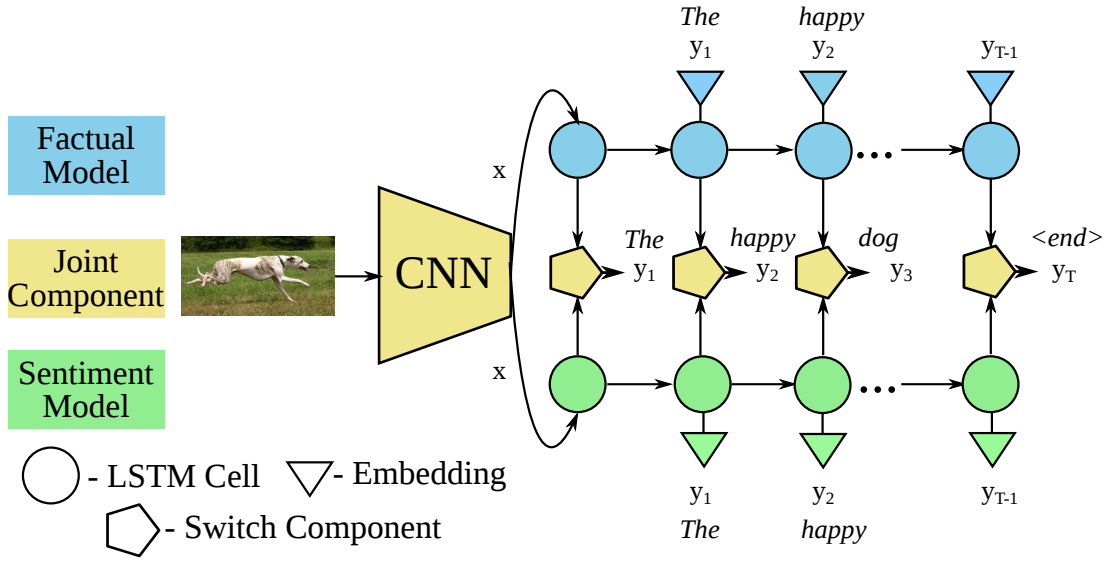 The
happy
y1
y2
yT-1
Factual
Model
x
Joint
Component
CNN
The
y1
happy
y2
dog
y3
<end>
yT
Sentiment
Model
x
...
...
- LSTM Cell
- Embedding
- Switch Component
y1
y2
yT-1
The
happy